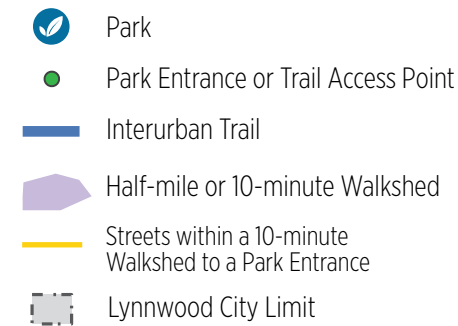 Park
Park Entrance or Trail Access Point
Interurban Trail
Half-mile or 10-minute Walkshed
Streets within a 10-minute
Walkshed to a Park Entrance
Lynnwood City Limit